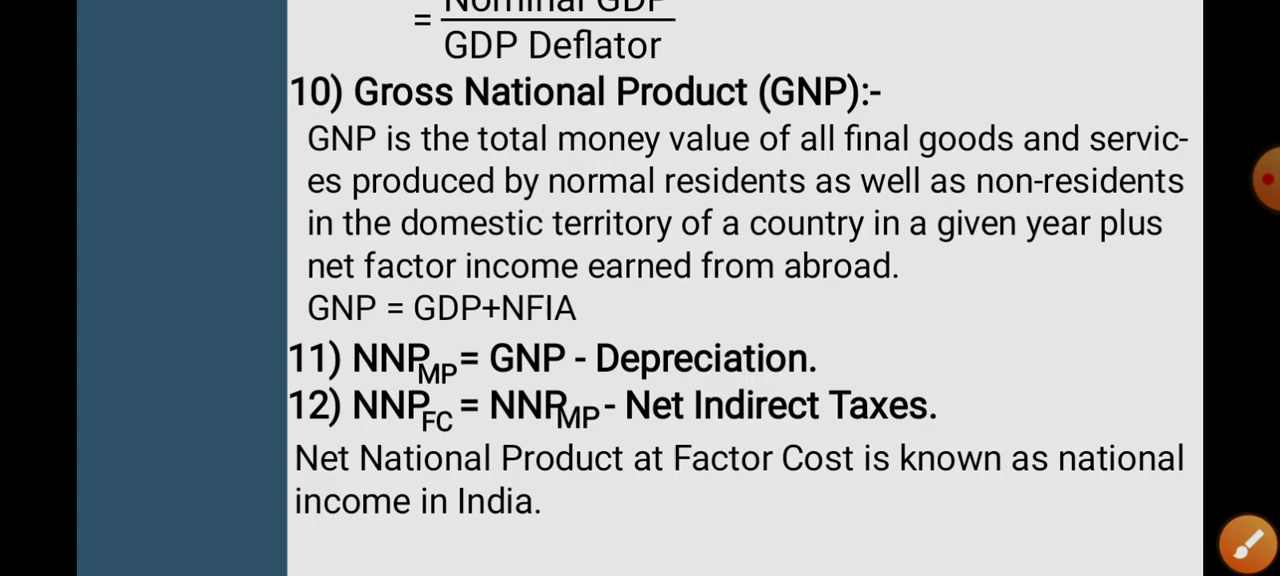 = Nominal GDP
GDP Deflator
10) Gross National Product (GNP):-
GNP is the total money value of all final goods and servic-
es produced by normal residents as well as non-residents
in the domestic territory of a country in a given year plus
net factor income earned from abroad.
GNP = GDP+NFIA
11) NNPMP = GNP - Depreciation.
12) NNPFC = NNPMP - Net Indirect Taxes.
Net National Product at Factor Cost is known as national
income in India.